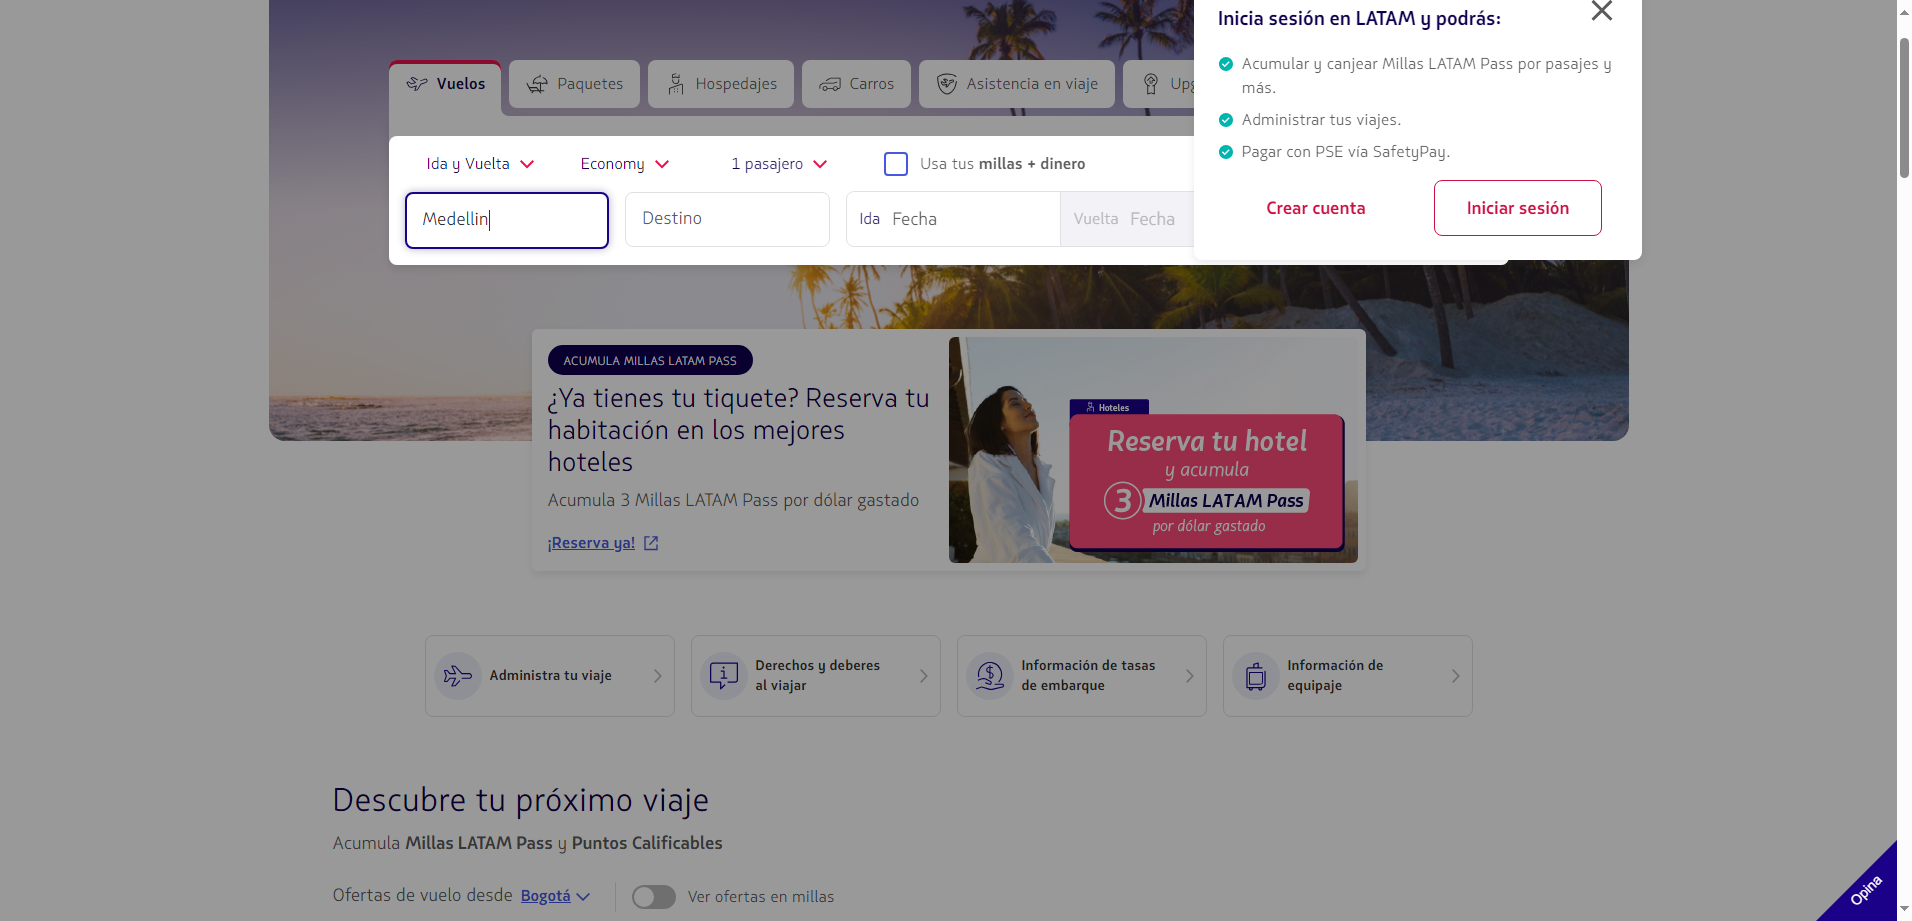 Inicia sesión en LATAM y podrás:
Acumular y canjear Millas LATAM Pass por pasajes y
más.
Administrar tus viajes.
Pagar con PSE vía SafetyPay.
Crear cuenta
Iniciar sesión
Vuelos
Paquetes
Hospedajes
Carros
Asistencia en viaje
Ida y Vuelta
Economy
1 pasajero
Usa tus millas + dinero
Medellin
Destino
Ida Fecha
Vuelta Fecha
ACUMULA MILLAS LATAM PASS
¿Ya tienes tu tiquete? Reserva tu
habitación en los mejores
hoteles
Acumula 3 Millas LATAM Pass por dólar gastado
¡Reserva ya!
Hoteles
Reserva tu hotel
y acumula
3 Millas LATAM Pass
por dólar gastado
Administra tu viaje
Derechos y deberes
al viajar
Información de tasas
de embarque
Información de
equipaje
Descubre tu próximo viaje
Acumula Millas LATAM Pass y Puntos Calificables
Ofertas de vuelo desde Bogotá
Ver ofertas en millas
Opina